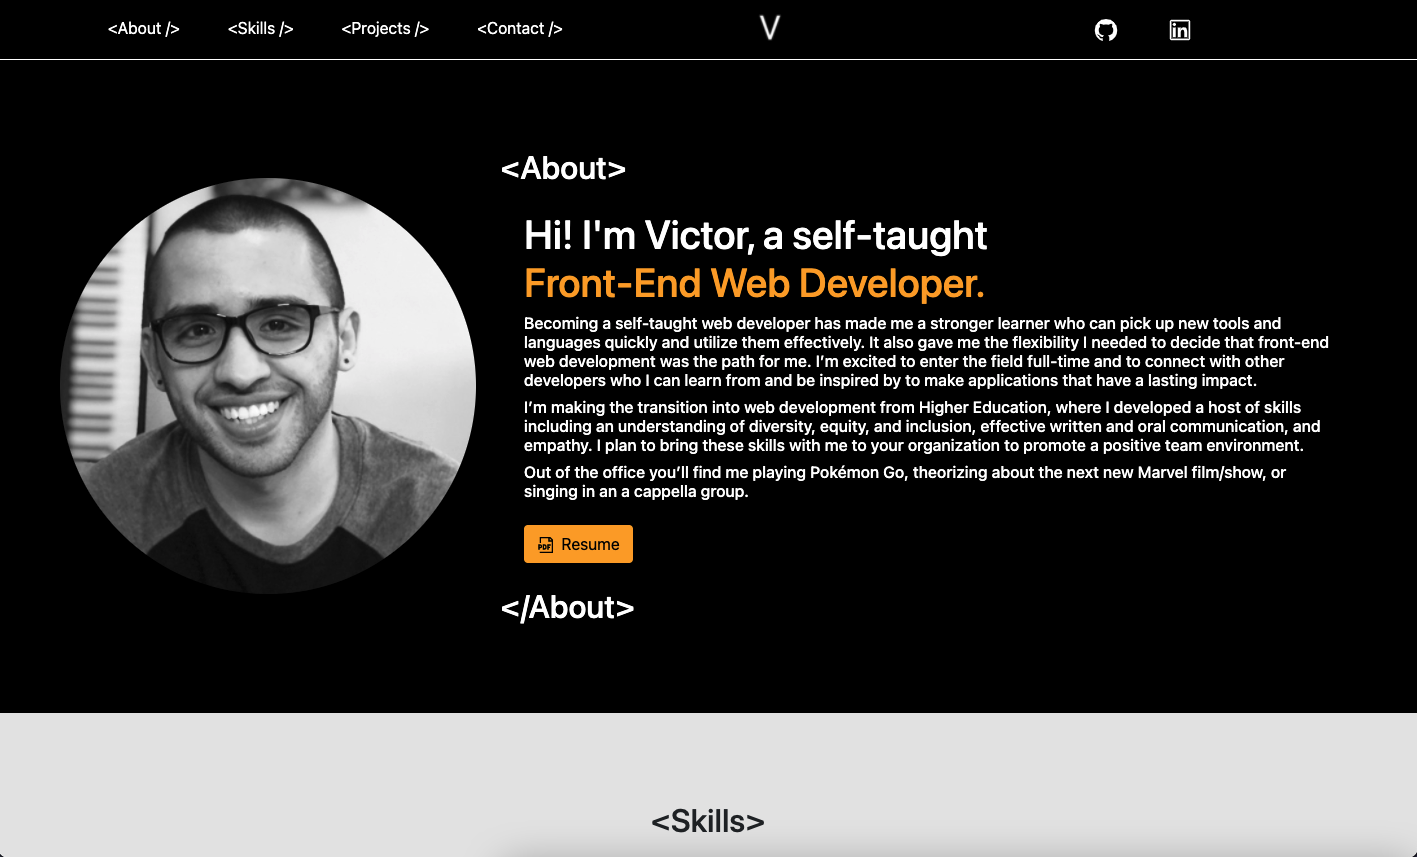 <About />
<Skills />
<Projects />
<Contact />
V
in
<About>
Hi! I'm Victor, a self-taught
Front-End Web Developer.
Becoming a self-taught web developer has made me a stronger learner who can pick up new tools and
languages quickly and utilize them effectively. It also gave me the flexibility I needed to decide that front-end
web development was the path for me. I’m excited to enter the field full-time and to connect with other
developers who I can learn from and be inspired by to make applications that have a lasting impact.
I’m making the transition into web development from Higher Education, where I developed a host of skills
including an understanding of diversity, equity, and inclusion, effective written and oral communication, and
empathy. I plan to bring these skills with me to your organization to promote a positive team environment.
Out of the office you’ll find me playing Pokémon Go, theorizing about the next new Marvel film/show, or
singing in an a cappella group.
PDF Resume
</About>
<Skills>